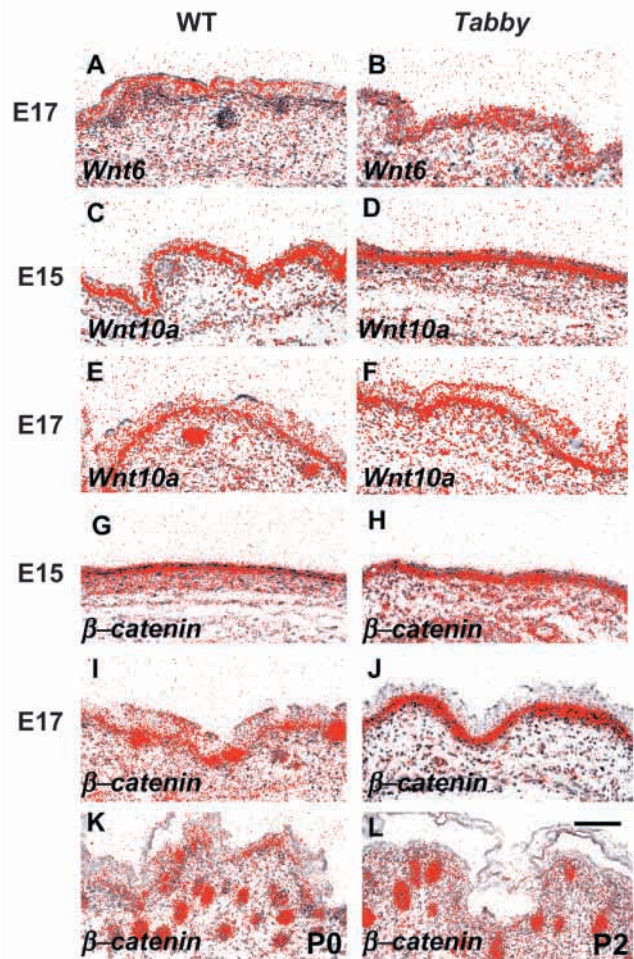 WT Tabby
A B
E17
Wnt6 Wnt6
C D
E15
Wnt10a Wnt10a
E F
E17
Wnt10a Wnt10a
G H
E15
β–catenin β–catenin
I J
E17
β–catenin β–catenin
K L
β–catenin P0 β–catenin P2